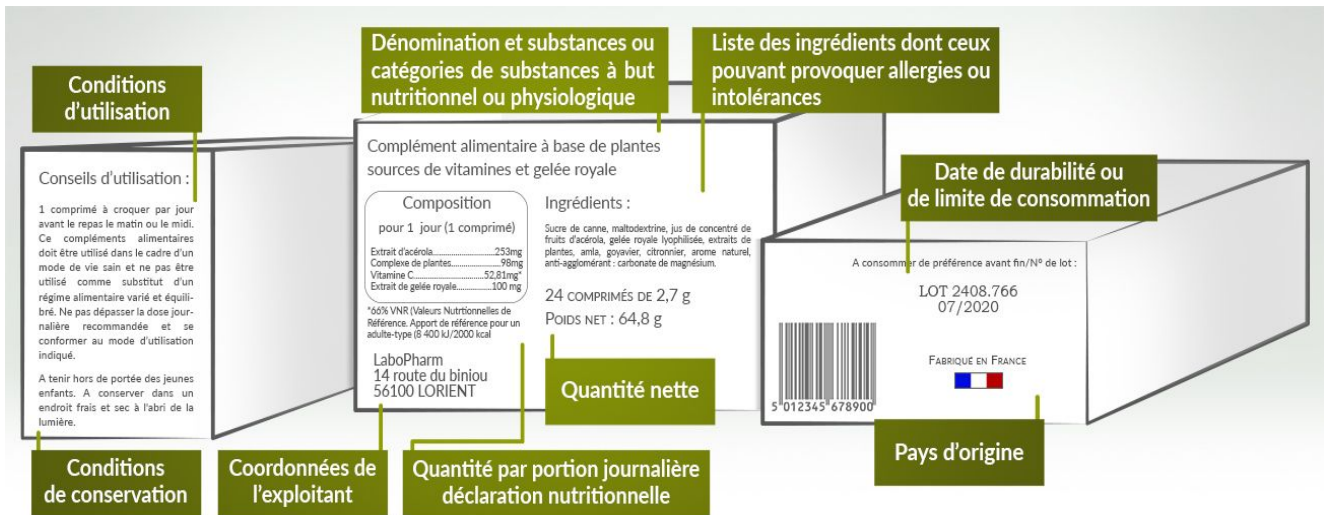 Conditions
d'utilisation
Dénomination et substances ou
catégories de substances à but
nutritionnel ou physiologique
Liste des ingrédients dont ceux
pouvant provoquer allergies ou
intolérances
Conseils d'utilisation :
1 comprimé à croquer par jour
avant le repas le matin ou le midi.
Ce compléments alimentaires
doit être utilisé dans le cadre d'un
mode de vie sain et ne pas être
utilisé comme substitut d'un
régime alimentaire varié et équili-
bré. Ne pas dépasser la dose jour-
nalière recommandée et se
conformer au mode d'utilisation
indiqué.
A tenir hors de portée des jeunes
enfants. A conserver dans un
endroit frais et sec à l'abri de la
lumière.
Conditions
de conservation
Complément alimentaire à base de plantes
sources de vitamines et gelée royale
Composition
pour 1 jour (1 comprimé)
Extrait d'acérola.......................253mg
Complexe de plantes.................98mg
Vitamine C........................52,81mg*
Extrait de gelée royale............100 mg
*66% VNR (Valeurs Nutritionnelles de
Référence. Apport de référence pour un
adulte-type (8 400 kJ/2000 kcal
LaboPharm
14 route du biniou
56100 LORIENT
Ingrédients :
Sucre de canne, maltodextrine, jus de concentré de
fruits d'acérola, gelée royale lyophilisée, extraits de
plantes, amla, goyavier, citronnier, arome naturel,
anti-agglomérant : carbonate de magnésium.
24 COMPRIMÉS DE 2,7 g
POIDS NET : 64,8 g
Quantité nette
Coordonnées de
l'exploitant
Quantité par portion journalière
déclaration nutritionnelle
Date de durabilité ou
de limite de consommation
A consommer de préférence avant fin/N° de lot :
LOT 2408.766
07/2020
FABRIQUÉ EN FRANCE
5 012345 678900
Pays d'origine